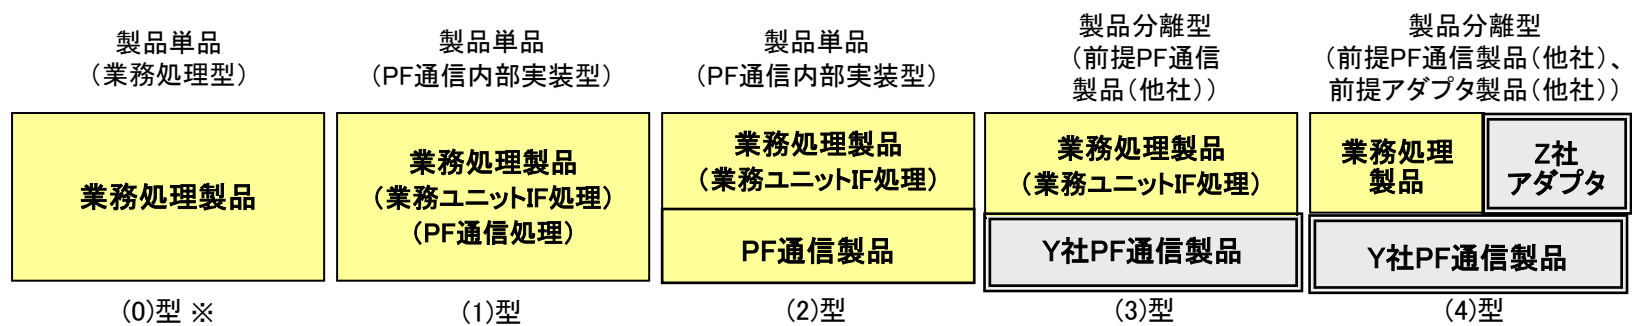 製品単品
（業務処理型）
業務処理製品
(0)型 ※
製品単品
（PF通信内部実装型）
業務処理製品
（業務ユニットIF処理）
（PF通信処理）
(1)型
製品単品
（PF通信内部実装型）
業務処理製品
（業務ユニットIF処理）
PF通信製品
(2)型
製品分離型
（前提PF通信
製品（他社））
業務処理製品
（業務ユニットIF処理）
Y社PF通信製品
(3)型
製品分離型
（前提PF通信製品（他社）、
前提アダプタ製品（他社））
業務処理
製品
Z社
アダプタ
Y社PF通信製品
(4)型